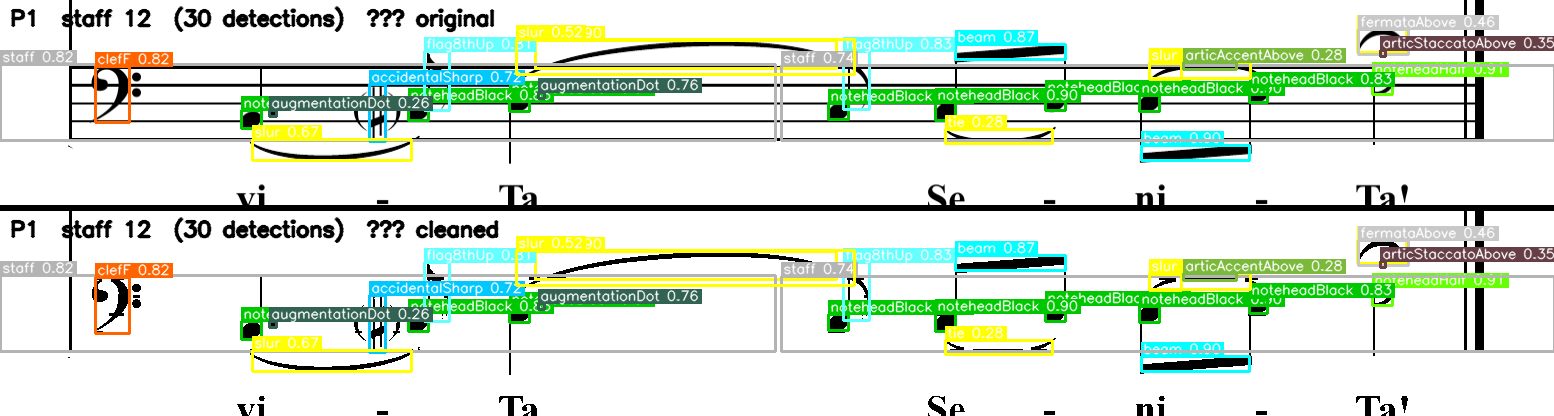 P1 staff 12 (30 detections) ??? original
slur 0.52 90
beam 0.87
fermataAbove 0.46
flag8thUp 0.81
flag8thUp 0.83
articStaccatoAbove 0.35
staff 0.82
clefF 0.82
staff 0.74
slur
articAccentAbove 0.28
accidentalSharp 0.72
augmentationDot 0.76
noteheadBlack 0.83
noteheadHalf 0.91
augmentationDot 0.26
noteheadBlack
noteheadBlack
noteheadBlack 0.90
slur 0.67
tie 0.28
beam 0.90
vi - Ta Se - ni - Ta!
P1 staff 12 (30 detections) ??? cleaned
slur 0.52 90
beam 0.87
fermataAbove 0.46
flag8thUp 0.81
flag8thUp 0.83
articStaccatoAbove 0.35
staff 0.82
clefF 0.82
staff 0.74
slur
articAccentAbove 0.28
accidentalSharp 0.72
augmentationDot 0.76
noteheadBlack 0.83
noteheadHalf 0.91
augmentationDot 0.26
noteheadBlack
noteheadBlack
noteheadBlack 0.90
slur 0.67
tie 0.28
beam 0.90
vi - Ta Se - ni - Ta!